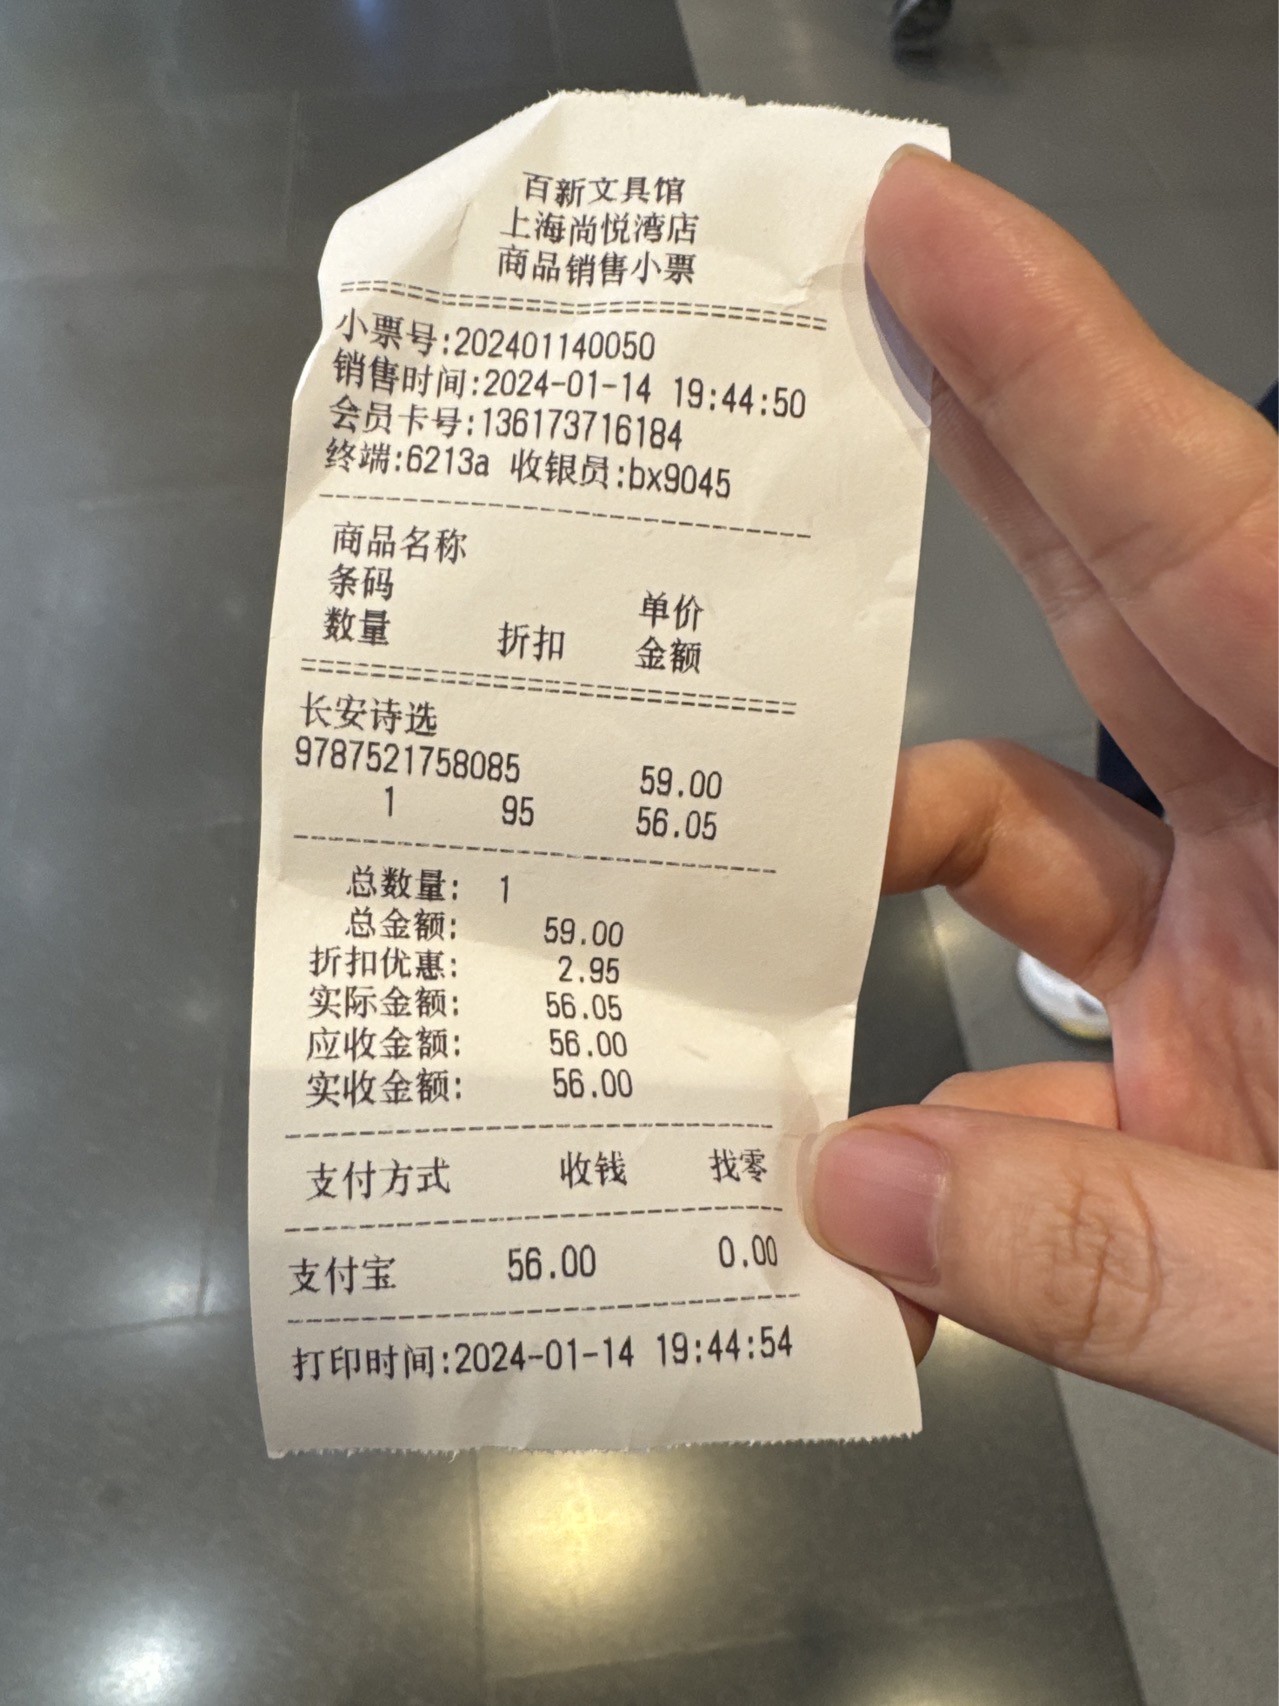 百新文具馆
上海尚悦湾店
商品销售小票
========================================
小票号:202401140050
销售时间:2024-01-14 19:44:50
会员卡号:136173716184
终端:6213a 收银员:bx9045
----------------------------------------
商品名称
条码 单价
数量 折扣 金额
========================================
长安诗选
9787521758085 59.00
1 95 56.05
----------------------------------------
总数量: 1
总金额: 59.00
折扣优惠: 2.95
实际金额: 56.05
应收金额: 56.00
实收金额: 56.00
----------------------------------------
支付方式 收钱 找零
----------------------------------------
支付宝 56.00 0.00
----------------------------------------
打印时间:2024-01-14 19:44:54